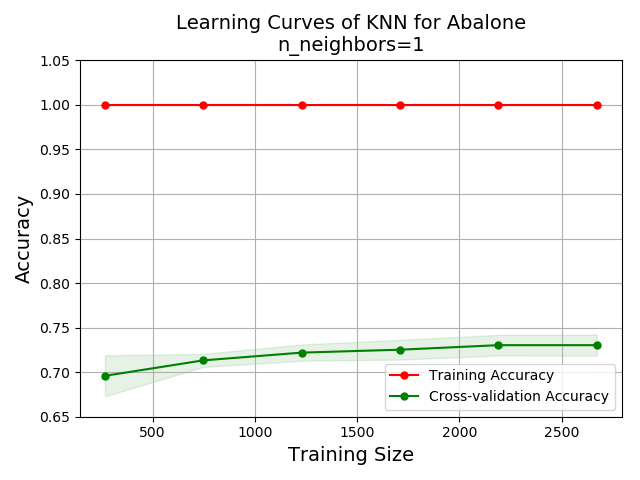 Learning Curves of KNN for Abalone
n_neighbors=1
1.05
1.00
0.95
0.90
0.85
0.80
0.75
0.70
0.65
Accuracy
Training Accuracy
Cross-validation Accuracy
500 1000 1500 2000 2500
Training Size